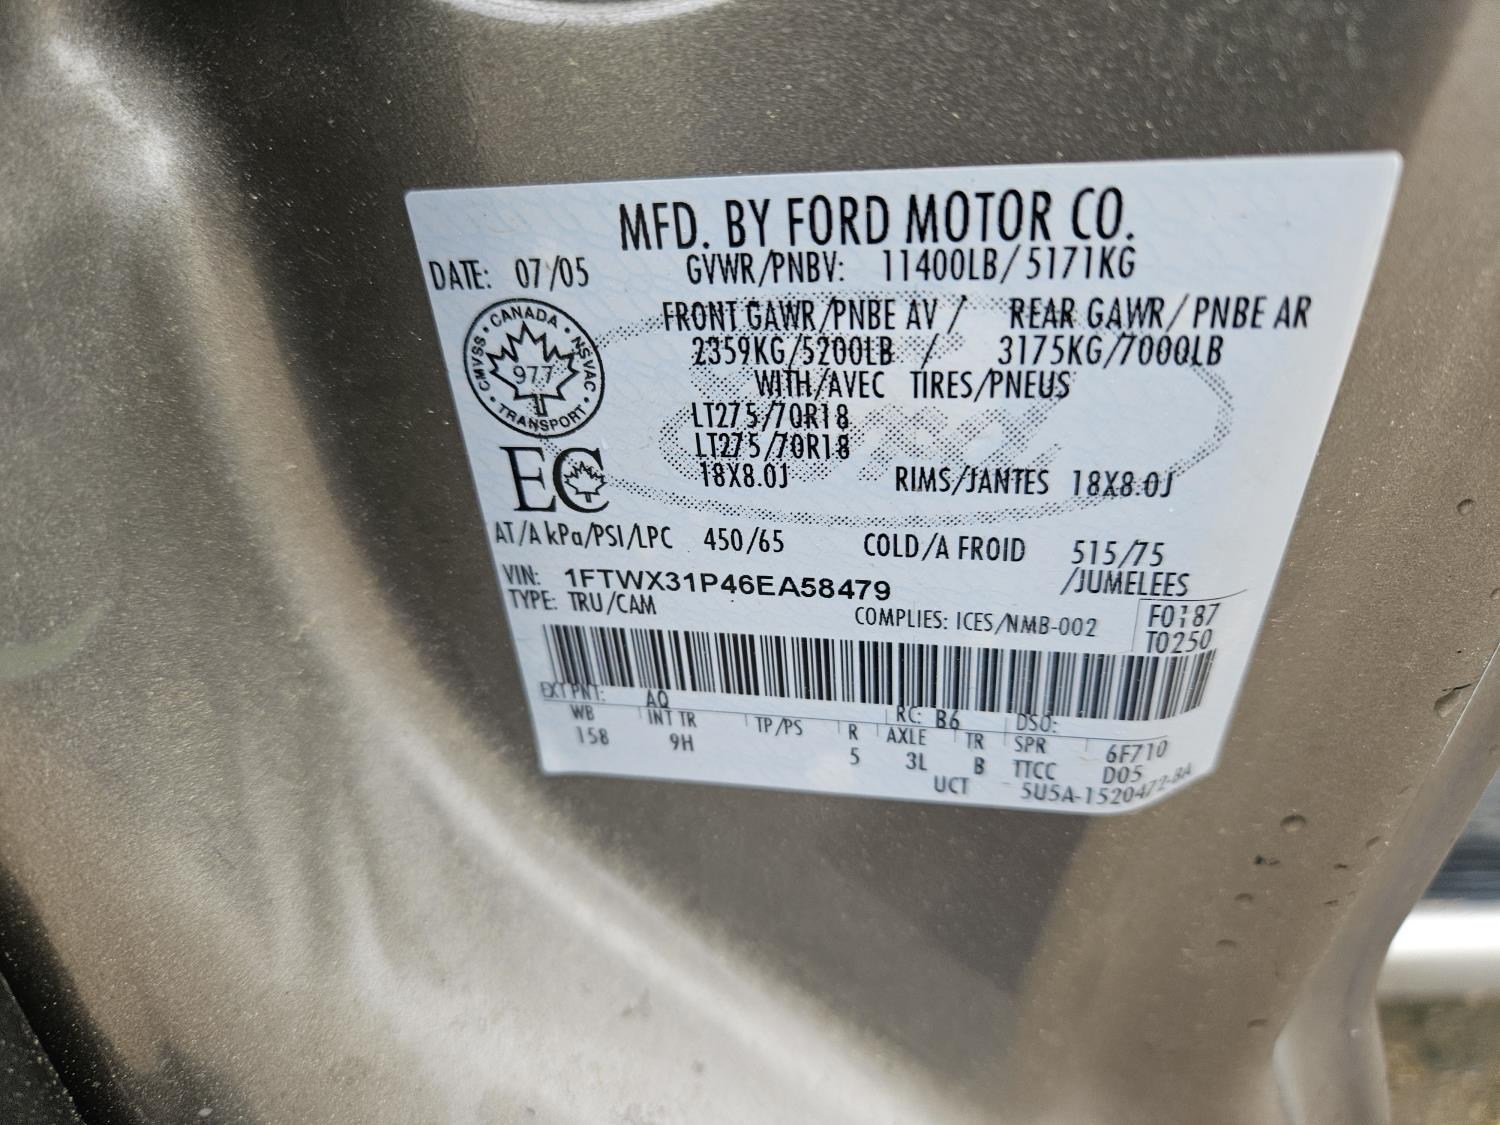 MFD. BY FORD MOTOR CO.
DATE: 07/05 GVWR/PNBV: 11400LB/5171KG
FRONT GAWR/PNBE AV / REAR GAWR/PNBE AR
2359KG/5200LB / 3175KG/7000LB
WITH/AVEC TIRES/PNEUS
CANADA
CMVSS NSVAC
977
TRANSPORT
LT275/70R18
LT275/70R18
18X8.0J RIMS/JANTES 18X8.0J
EC
AT/A kPa/PSI/LPC 450/65 COLD/A FROID 515/75
VIN: 1FTWX31P46EA58479 /JUMELEES
TYPE: TRU/CAM COMPLIES: ICES/NMB-002 F0187
T0250
EXT PNT: AQ RC: B6 DSO:
WB INT TR TP/PS R AXLE TR SPR 6F710
158 9H 5 3L B TTCC D05
UCT 5U5A-1520472-BA